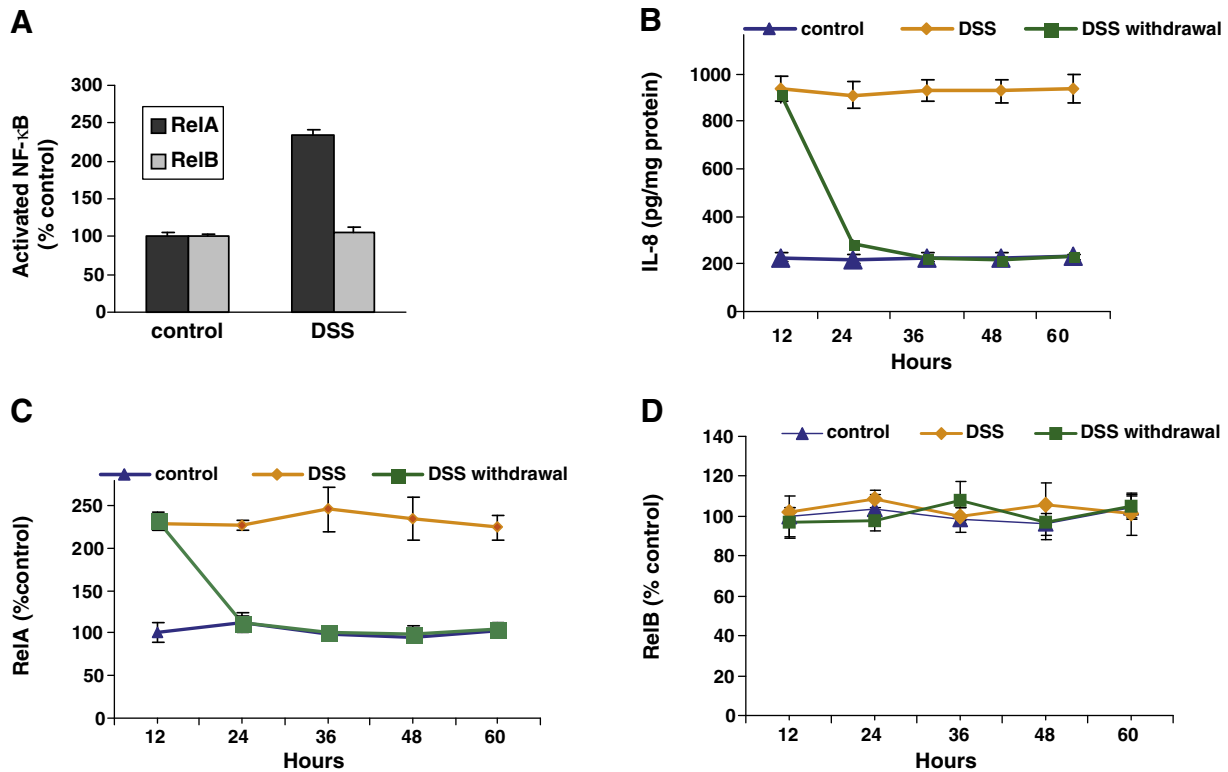 A
Activated NF-κB
(% control)
300
250
200
150
100
50
0
RelA
RelB
control DSS
B
control DSS DSS withdrawal
IL-8 (pg/mg protein)
1000
800
600
400
200
0
12 24 36 48 60
Hours
C
control DSS DSS withdrawal
RelA (%control)
250
200
150
100
50
0
12 24 36 48 60
Hours
D
control DSS DSS withdrawal
RelB (% control)
140
120
100
80
60
40
20
0
12 24 36 48 60
Hours